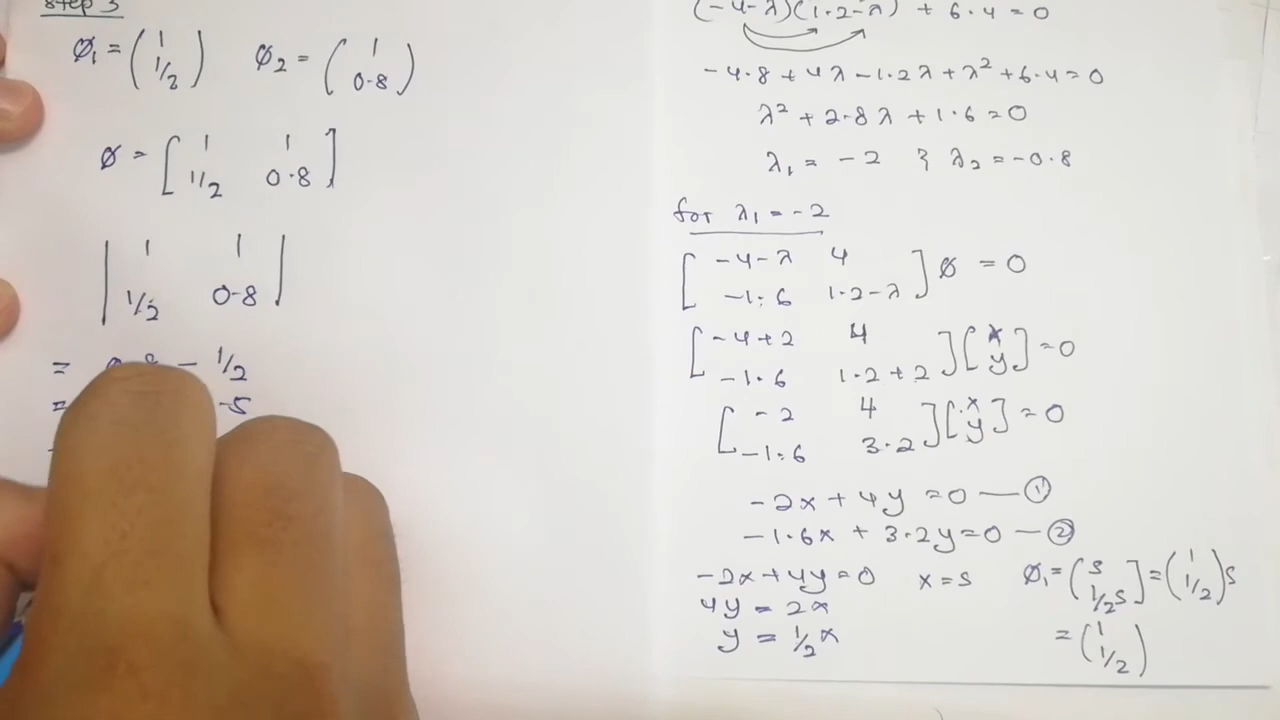 Step 3
Ø₁ = (1 1/2) Ø₂ = (1 0.8)
Ø = [1 1
1/2 0.8]
|1 1
1/2 0.8|
= - 1/2
=
(-4-λ)(1.2-λ) + 6.4 = 0
-4.8 + 4λ - 1.2λ + λ² + 6.4 = 0
λ² + 2.8λ + 1.6 = 0
λ₁ = -2 ; λ₂ = -0.8
for λ₁ = -2
[-4-λ 4
-1.6 1.2-λ] Ø = 0
[-4+2 4
-1.6 1.2+2] [x y] = 0
[-2 4
-1.6 3.2] [x y] = 0
-2x + 4y = 0 — ①
-1.6x + 3.2y = 0 — ②
-2x + 4y = 0 x = s Ø₁ = (s 1/2s] = (1 1/2) s
4y = 2x
y = 1/2 x = (1 1/2)